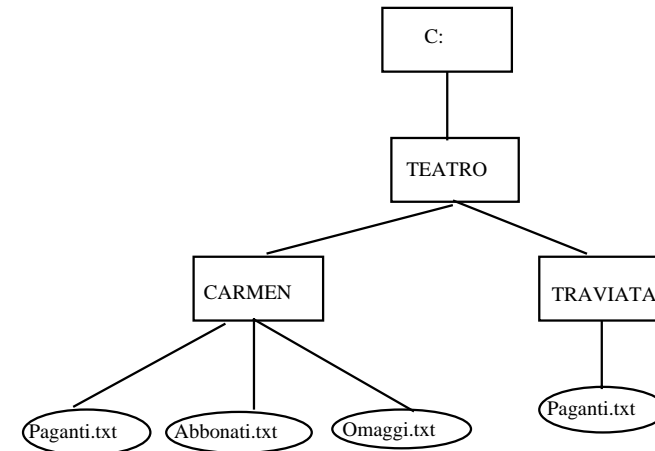 C:
TEATRO
CARMEN
TRAVIATA
Paganti.txt
Abbonati.txt
Omaggi.txt
Paganti.txt